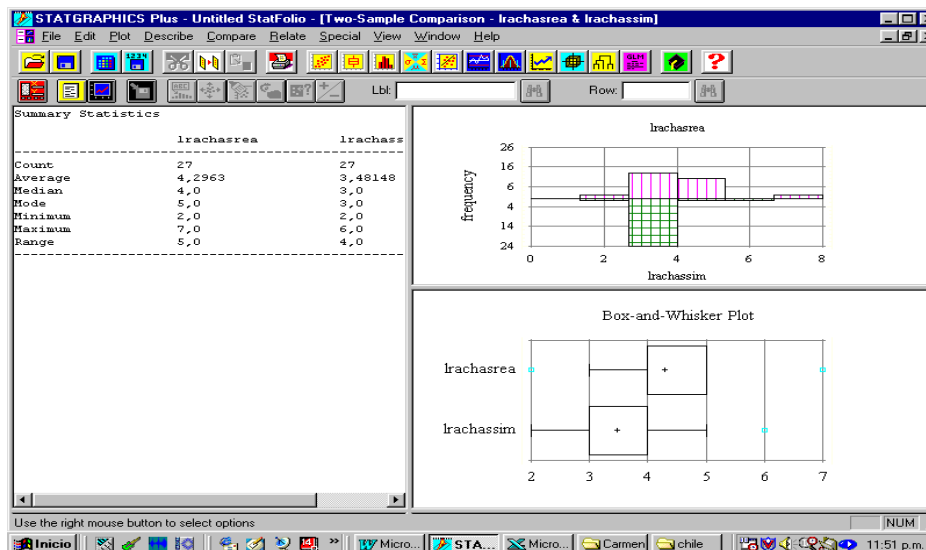 STATGRAPHICS Plus - Untitled StatFolio - [Two-Sample Comparison - lrachasrea & lrachassim]
File Edit Plot Describe Compare Relate Special View Window Help
Lbl: Row:
Summary Statistics
lrachasrea lrachass
Count 27 27
Average 4,2963 3,48148
Median 4,0 3,0
Mode 5,0 3,0
Minimum 2,0 2,0
Maximum 7,0 6,0
Range 5,0 4,0
lrachasrea
26
16
6
4
14
24
frequency
0 2 4 6 8
lrachassim
Box-and-Whisker Plot
lrachasrea
lrachassim
2 3 4 5 6 7
Use the right mouse button to select options
NUM
Inicio » Micro... STA... Micro... Carmen chile 11:51 p.m.